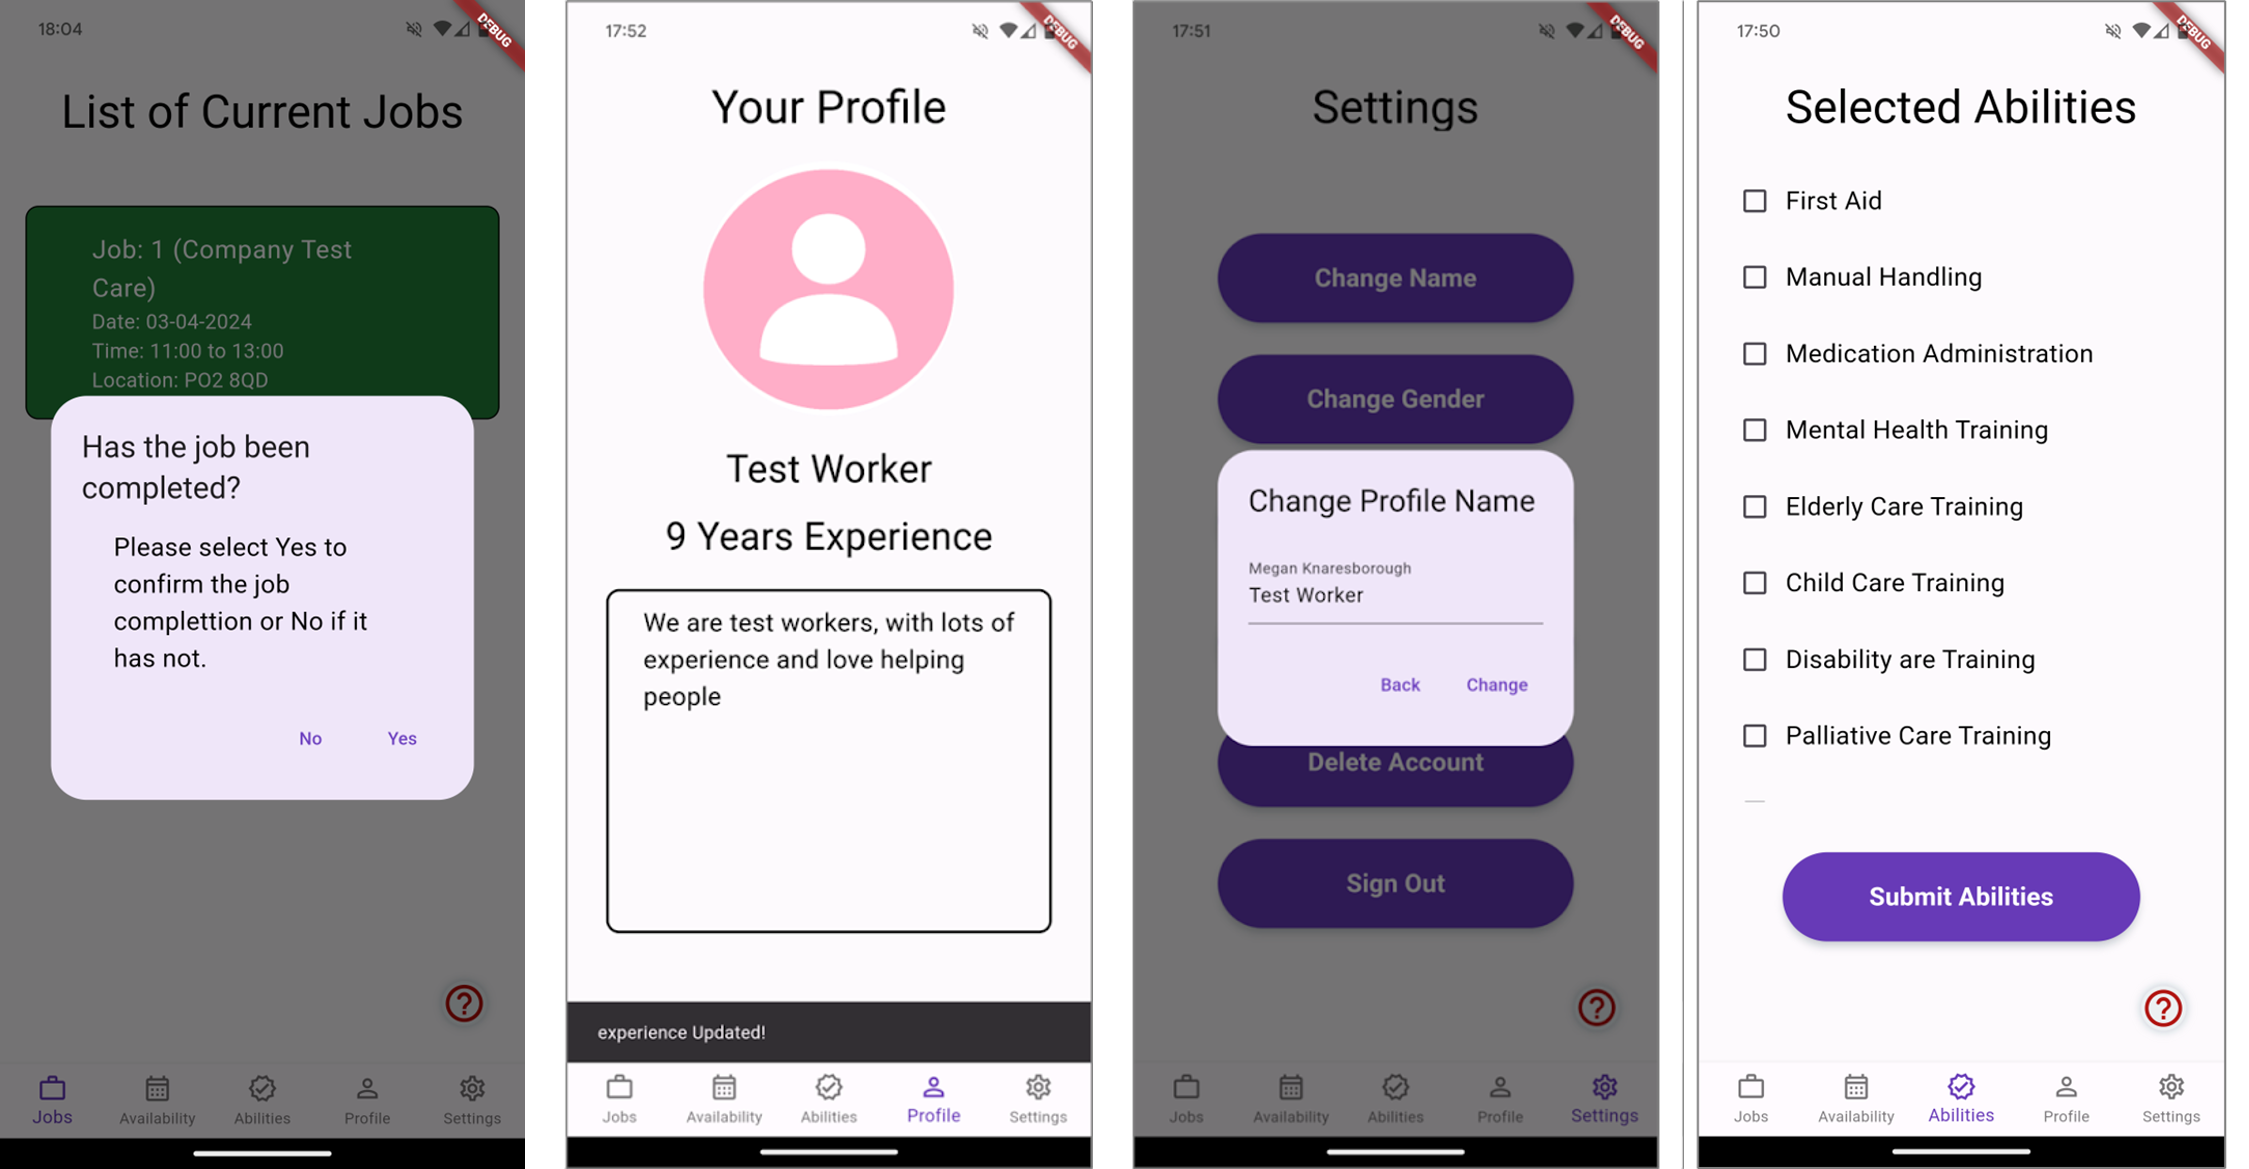 18:04
DEBUG
List of Current Jobs
Job: 1 (Company Test
Care)
Date: 03-04-2024
Time: 11:00 to 13:00
Location: PO2 8QD
Has the job been
completed?
Please select Yes to
confirm the job
complettion or No if it
has not.
No Yes
?
Jobs Availability Abilities Profile Settings
17:52
DEBUG
Your Profile
Test Worker
9 Years Experience
We are test workers, with lots of
experience and love helping
people
experience Updated!
Jobs Availability Abilities Profile Settings
17:51
DEBUG
Settings
Change Name
Change Gender
Change Profile Name
Megan Knaresborough
Test Worker
Back Change
Delete Account
Sign Out
?
Jobs Availability Abilities Profile Settings
17:50
DEBUG
Selected Abilities
First Aid
Manual Handling
Medication Administration
Mental Health Training
Elderly Care Training
Child Care Training
Disability are Training
Palliative Care Training
Submit Abilities
?
Jobs Availability Abilities Profile Settings